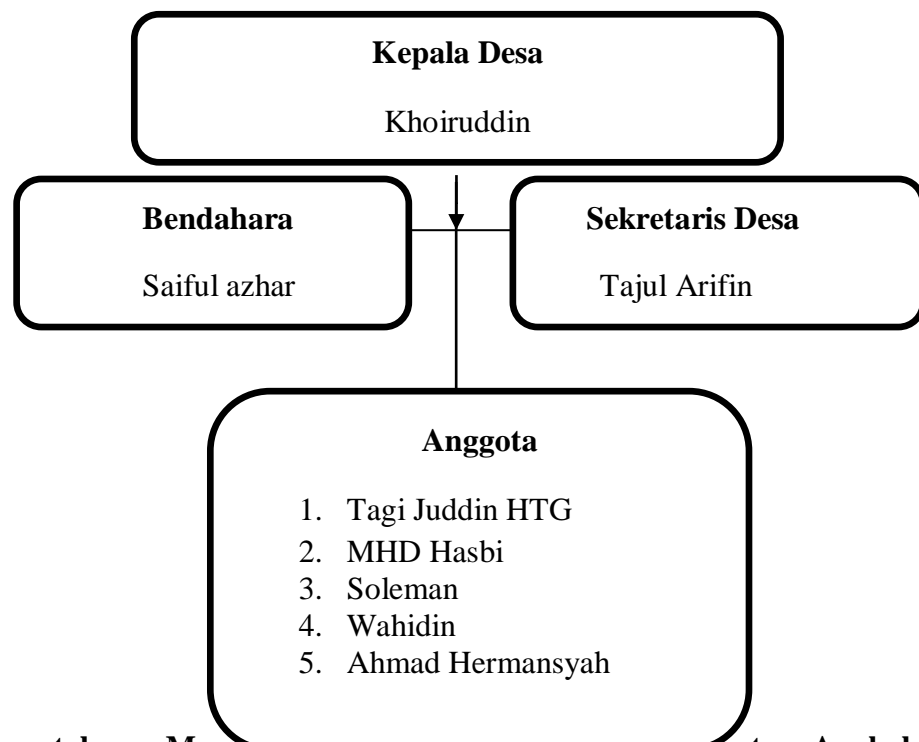 Kepala Desa
Khoiruddin
Bendahara
Saiful azhar
Sekretaris Desa
Tajul Arifin
Anggota
1. Tagi Juddin HTG
2. MHD Hasbi
3. Soleman
4. Wahidin
5. Ahmad Hermansyah